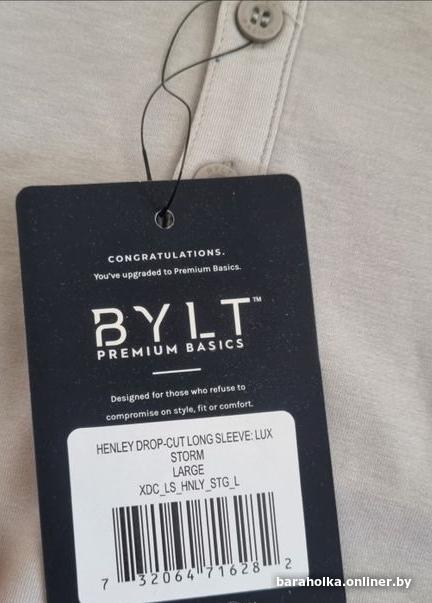 CONGRATULATIONS.
You've upgraded to Premium Basics.
BYLT™
PREMIUM BASICS
Designed for those who refuse to
compromise on style, fit or comfort.
HENLEY DROP-CUT LONG SLEEVE: LUX
STORM
LARGE
XDC_LS_HNLY_STG_L
7 32064 71628 2
baraholka.onliner.by